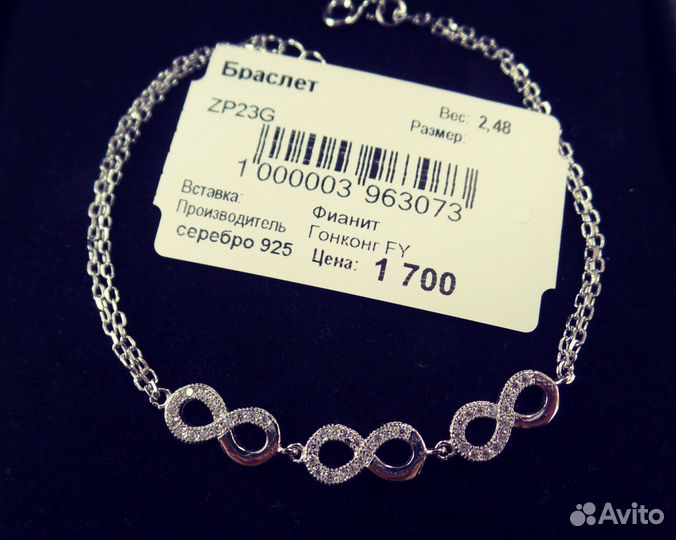 Браслет
ZP23G
Вес: 2,48
Размер:
1 000003 963073
Вставка: Фианит
Производитель Гонконг FY
серебро 925 Цена: 1 700
Avito